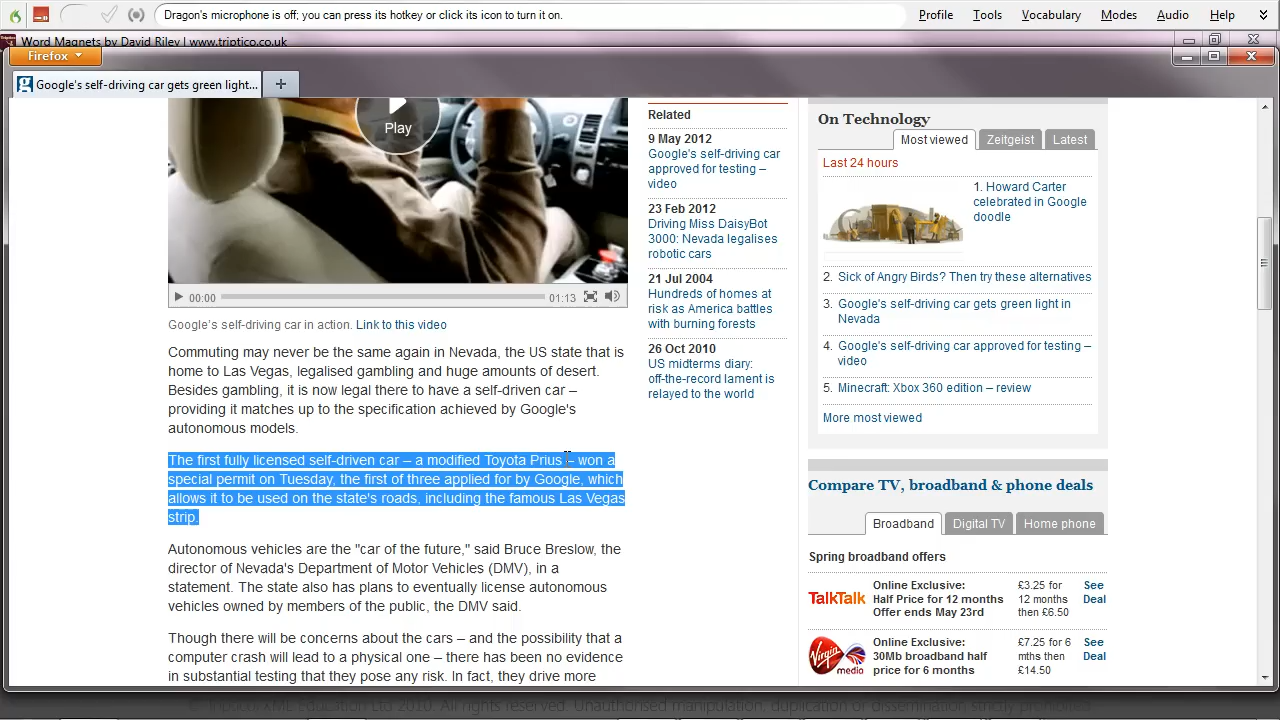 Dragon's microphone is off; you can press its hotkey or click its icon to turn it on.
Profile Tools Vocabulary Modes Audio Help
Word Magnets by David Riley | www.triptico.co.uk
Firefox
Google's self-driving car gets green light...
Play
00:00 01:13
Google's self-driving car in action. Link to this video
Commuting may never be the same again in Nevada, the US state that is
home to Las Vegas, legalised gambling and huge amounts of desert.
Besides gambling, it is now legal there to have a self-driven car –
providing it matches up to the specification achieved by Google's
autonomous models.
The first fully licensed self-driven car – a modified Toyota Prius – won a
special permit on Tuesday, the first of three applied for by Google, which
allows it to be used on the state's roads, including the famous Las Vegas
strip.
Autonomous vehicles are the "car of the future," said Bruce Breslow, the
director of Nevada's Department of Motor Vehicles (DMV), in a
statement. The state also has plans to eventually license autonomous
vehicles owned by members of the public, the DMV said.
Though there will be concerns about the cars – and the possibility that a
computer crash will lead to a physical one – there has been no evidence
in substantial testing that they pose any risk. In fact, they drive more
Related
9 May 2012
Google's self-driving car
approved for testing –
video
23 Feb 2012
Driving Miss DaisyBot
3000: Nevada legalises
robotic cars
21 Jul 2004
Hundreds of homes at
risk as America battles
with burning forests
26 Oct 2010
US midterms diary:
off-the-record lament is
relayed to the world
On Technology
Most viewed Zeitgeist Latest
Last 24 hours
1. Howard Carter
celebrated in Google
doodle
2. Sick of Angry Birds? Then try these alternatives
3. Google's self-driving car gets green light in
Nevada
4. Google's self-driving car approved for testing –
video
5. Minecraft: Xbox 360 edition – review
More most viewed
Compare TV, broadband & phone deals
Broadband Digital TV Home phone
Spring broadband offers
TalkTalk
Online Exclusive:
Half Price for 12 months
Offer ends May 23rd
£3.25 for
12 months
then £6.50
See
Deal
Virgin
media
Online Exclusive:
30Mb broadband half
price for 6 months
£7.25 for 6
mths then
£14.50
See
Deal
© Triptico/XML Education Ltd 2010. All rights reserved. Unauthorised manipulation, duplication or dissemination strictly prohibited